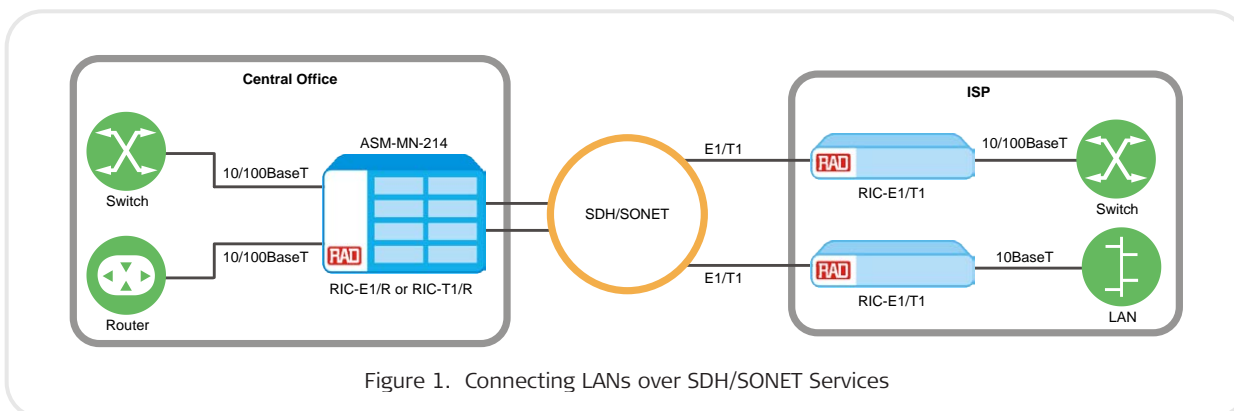 Central Office
Switch
10/100BaseT
ASM-MN-214
RAD
RIC-E1/R or RIC-T1/R
10/100BaseT
Router
SDH/SONET
E1/T1
E1/T1
ISP
RAD
RIC-E1/T1
10/100BaseT
Switch
RAD
RIC-E1/T1
10BaseT
LAN
Figure 1. Connecting LANs over SDH/SONET Services